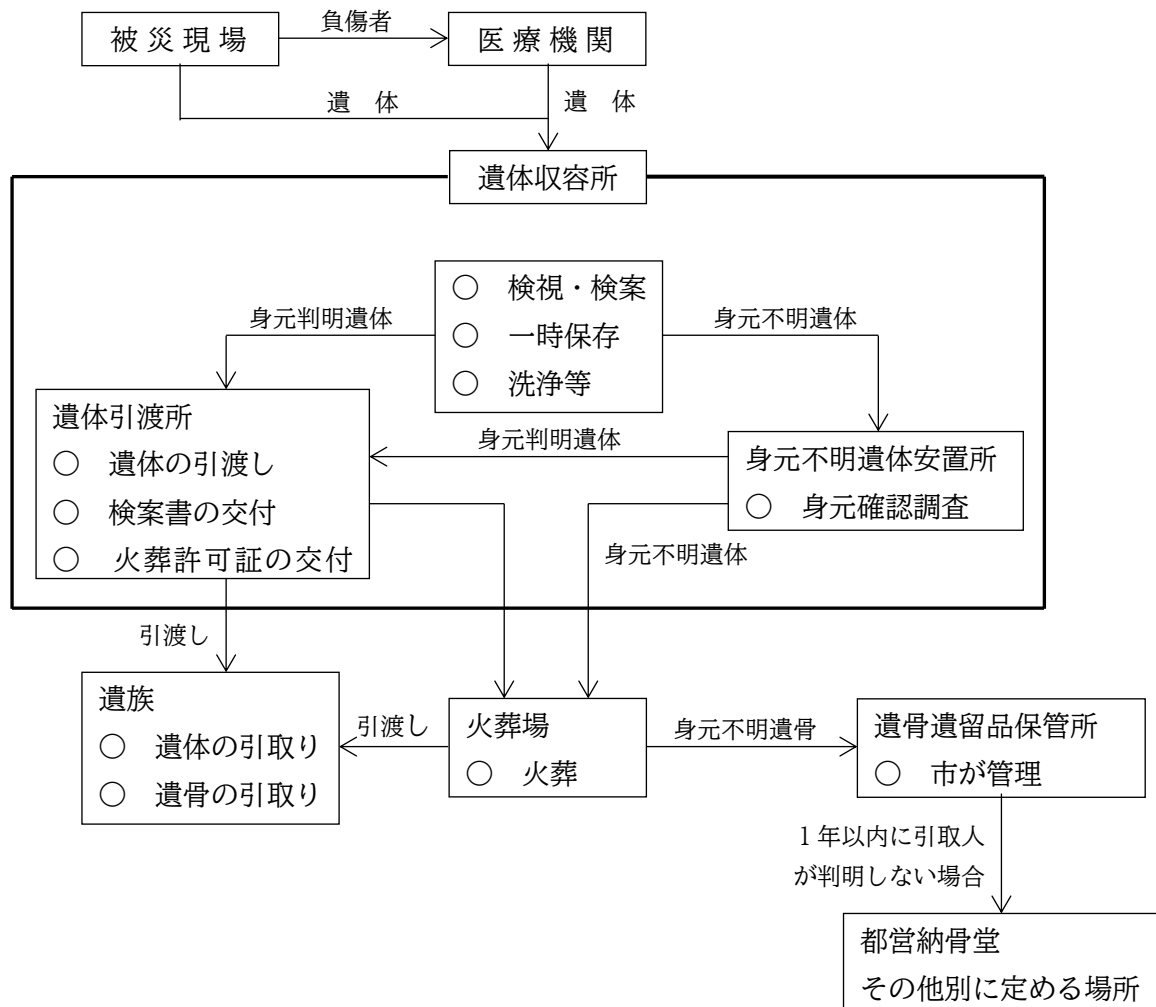 被災現場
負傷者
医療機関
遺　体
遺　体
遺体収容所
○　検視・検案
○　一時保存
○　洗浄等
身元判明遺体
身元不明遺体
遺体引渡所
○　遺体の引渡し
○　検案書の交付
○　火葬許可証の交付
身元判明遺体
身元不明遺体安置所
○　身元確認調査
身元不明遺体
引渡し
遺族
○　遺体の引取り
○　遺骨の引取り
引渡し
火葬場
○　火葬
身元不明遺骨
遺骨遺留品保管所
○　市が管理
１年以内に引取人
が判明しない場合
都営納骨堂
その他別に定める場所